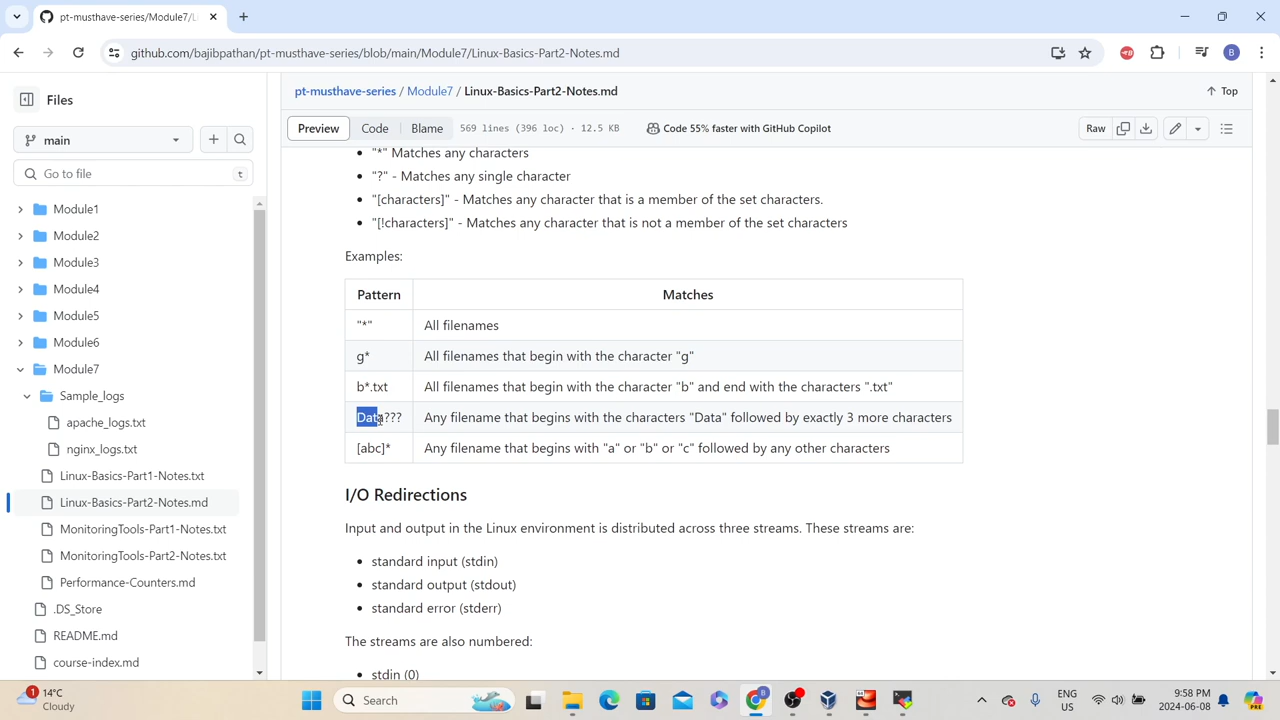 pt-musthave-series/Module7/Li
github.com/bajibpathan/pt-musthave-series/blob/main/Module7/Linux-Basics-Part2-Notes.md
B
Files
pt-musthave-series / Module7 / Linux-Basics-Part2-Notes.md
Top
main
Preview
Code
Blame
569 lines (396 loc) · 12.5 KB
Code 55% faster with GitHub Copilot
Raw
Go to file
t
Module1
Module2
Module3
Module4
Module5
Module6
Module7
Sample_logs
apache_logs.txt
nginx_logs.txt
Linux-Basics-Part1-Notes.txt
Linux-Basics-Part2-Notes.md
MonitoringTools-Part1-Notes.txt
MonitoringTools-Part2-Notes.txt
Performance-Counters.md
.DS_Store
README.md
course-index.md
• "*" Matches any characters
• "?" - Matches any single character
• "[characters]" - Matches any character that is a member of the set characters.
• "[!characters]" - Matches any character that is not a member of the set characters
Examples:
Pattern Matches
"*" All filenames
g* All filenames that begin with the character "g"
b*.txt All filenames that begin with the character "b" and end with the characters ".txt"
Data??? Any filename that begins with the characters "Data" followed by exactly 3 more characters
[abc]* Any filename that begins with "a" or "b" or "c" followed by any other characters
I/O Redirections
Input and output in the Linux environment is distributed across three streams. These streams are:
• standard input (stdin)
• standard output (stdout)
• standard error (stderr)
The streams are also numbered:
• stdin (0)
1
14°C
Cloudy
Search
ENG
US
9:58 PM
2024-06-08